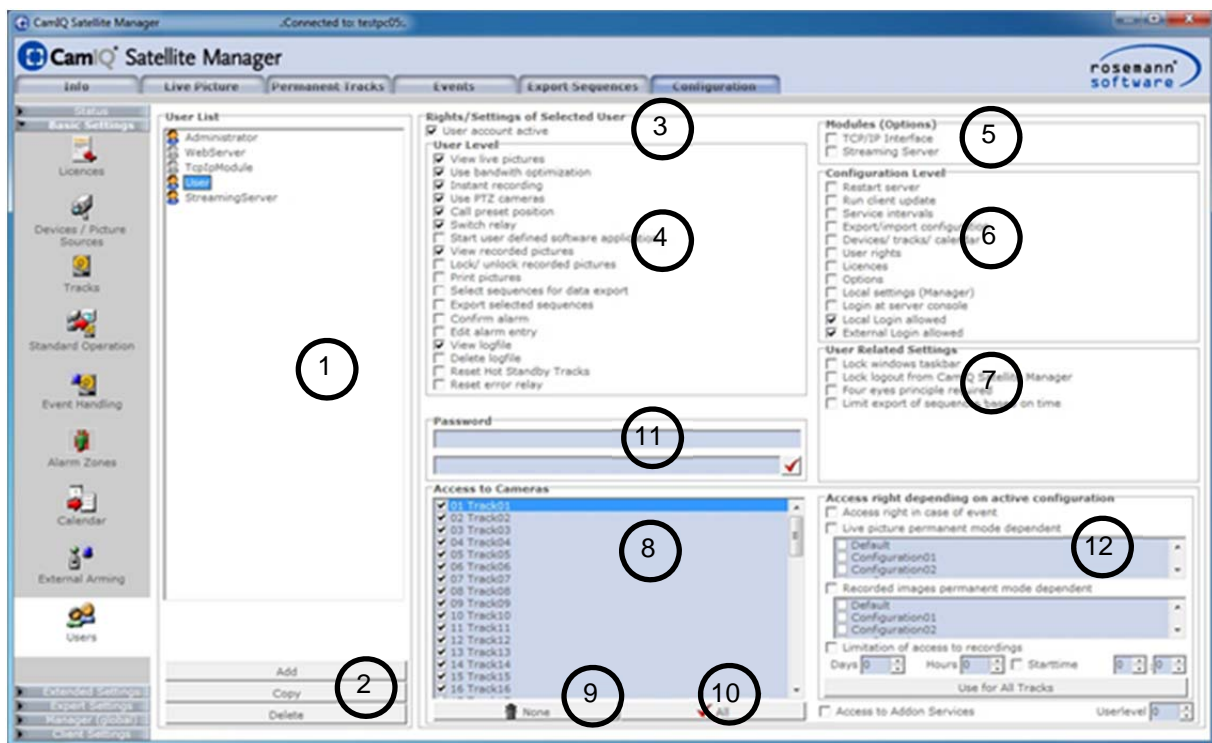 CamIQ Satellite Manager
.:Connected to: testpc05:.
CamIQ® Satellite Manager
rosemann
software
Info
Live Picture
Permanent Tracks
Events
Export Sequences
Configuration
Status
Basic Settings
Licences
Devices / Picture
Sources
Tracks
Standard Operation
Event Handling
Alarm Zones
Calendar
External Arming
Users
Extended Settings
Expert Settings
Manager (global)
Client Settings
User List
Administrator
WebServer
TcpIpModule
User
StreamingServer
1
Add
Copy
Delete
2
Rights/Settings of Selected User
User account active
3
User Level
View live pictures
Use bandwith optimization
Instant recording
Use PTZ cameras
Call preset position
Switch relay
Start user defined software application
View recorded pictures
Lock/ unlock recorded pictures
Print pictures
Select sequences for data export
Export selected sequences
Confirm alarm
Edit alarm entry
View logfile
Delete logfile
Reset Hot Standby Tracks
Reset error relay
4
Password
11
Access to Cameras
01 Track01
02 Track02
03 Track03
04 Track04
05 Track05
06 Track06
07 Track07
08 Track08
09 Track09
10 Track10
11 Track11
12 Track12
13 Track13
14 Track14
15 Track15
16 Track16
8
None
9
All
10
Modules (Options)
TCP/IP Interface
Streaming Server
5
Configuration Level
Restart server
Run client update
Service intervals
Export/import configuration
Devices/ tracks/ calendar
User rights
Licences
Options
Local settings (Manager)
Login at server console
Local Login allowed
External Login allowed
6
User Related Settings
Lock windows taskbar
Lock logout from CamIQ Satellite Manager
Four eyes principle required
Limit export of sequences based on time
7
Access right depending on active configuration
Access right in case of event
Live picture permanent mode dependent
Default
Configuration01
Configuration02
12
Recorded images permanent mode dependent
Default
Configuration01
Configuration02
Limitation of access to recordings
Days 0 Hours 0 Starttime 0 : 0
Use for All Tracks
Access to Addon Services Userlevel 0